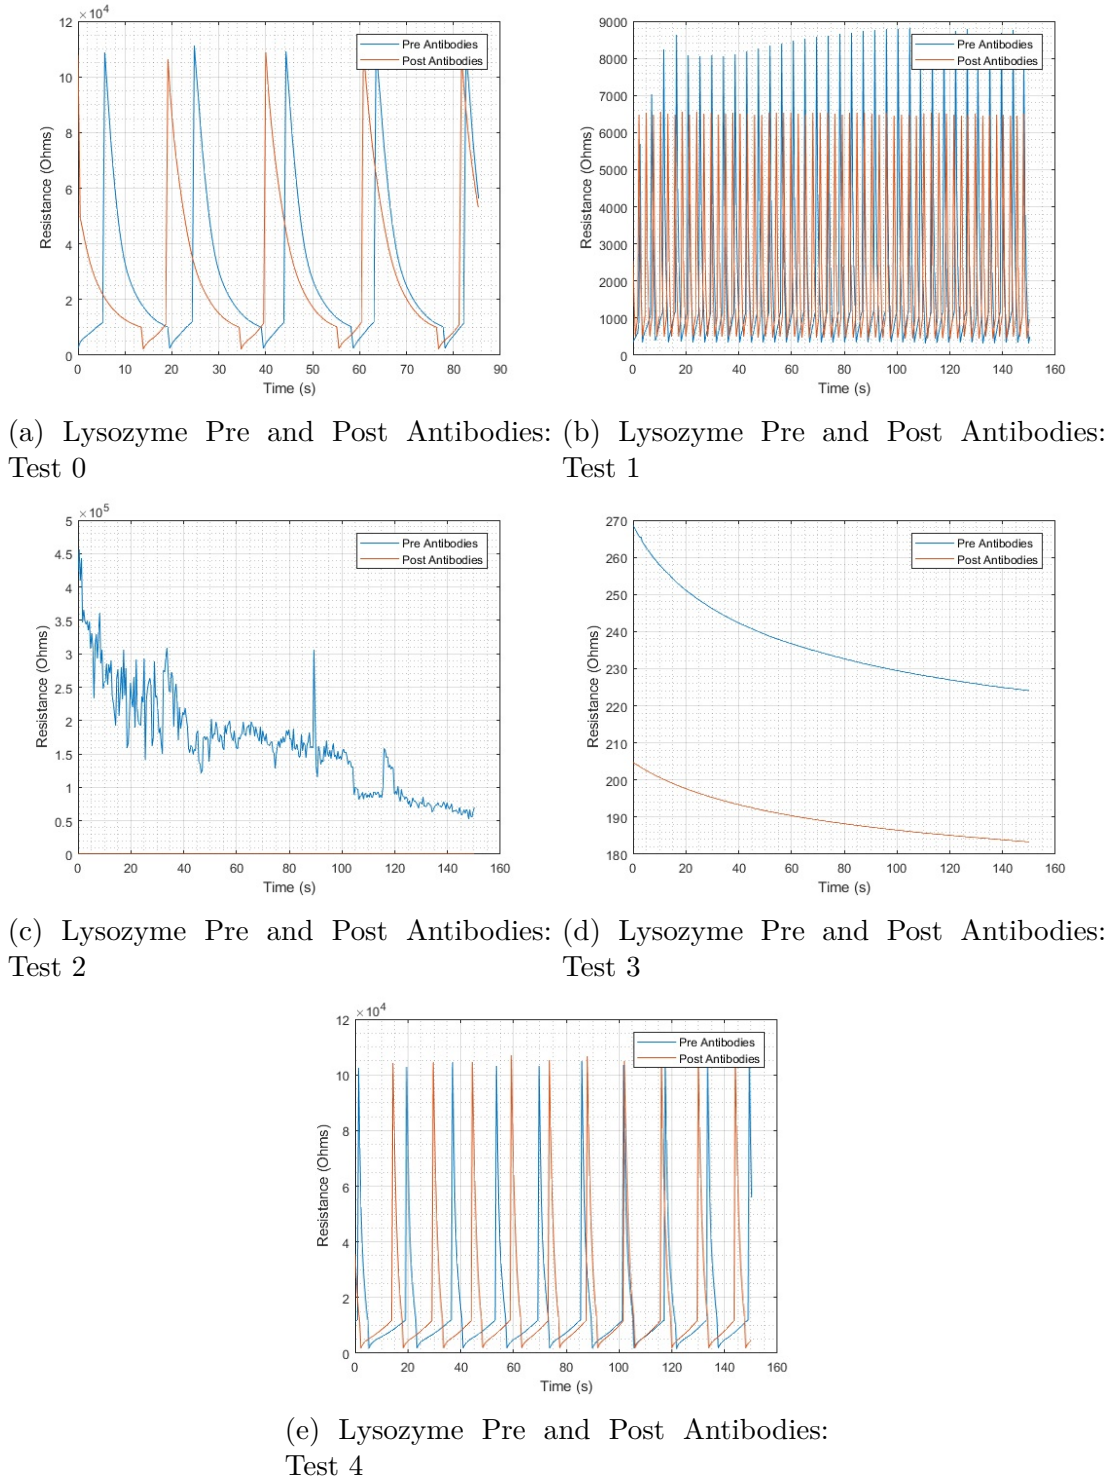 ×10^4
12
10
8
6
4
2
0
Resistance (Ohms)
0 10 20 30 40 50 60 70 80 90
Time (s)
Pre Antibodies
Post Antibodies
9000
8000
7000
6000
5000
4000
3000
2000
1000
0
Resistance (Ohms)
0 20 40 60 80 100 120 140 160
Time (s)
Pre Antibodies
Post Antibodies
(a) Lysozyme Pre and Post Antibodies:
Test 0
(b) Lysozyme Pre and Post Antibodies:
Test 1
×10^5
5
4.5
4
3.5
3
2.5
2
1.5
1
0.5
0
Resistance (Ohms)
0 20 40 60 80 100 120 140 160
Time (s)
Pre Antibodies
Post Antibodies
270
260
250
240
230
220
210
200
190
180
Resistance (Ohms)
0 20 40 60 80 100 120 140 160
Time (s)
Pre Antibodies
Post Antibodies
(c) Lysozyme Pre and Post Antibodies:
Test 2
(d) Lysozyme Pre and Post Antibodies:
Test 3
×10^4
12
10
8
6
4
2
0
Resistance (Ohms)
0 20 40 60 80 100 120 140 160
Time (s)
Pre Antibodies
Post Antibodies
(e) Lysozyme Pre and Post Antibodies:
Test 4